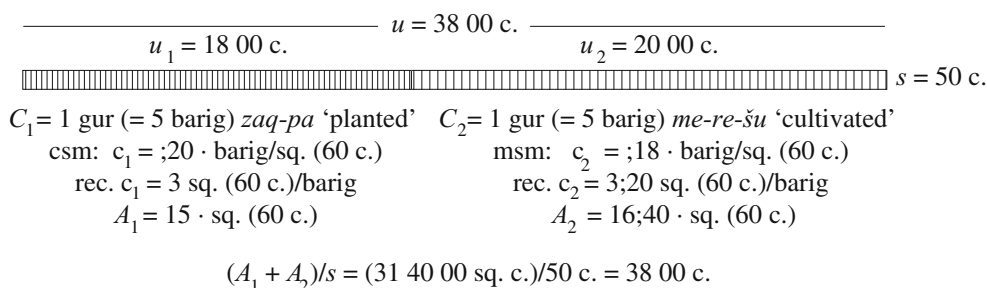 u = 38 00 c.
u₁ = 18 00 c. u₂ = 20 00 c.
s = 50 c.
C₁= 1 gur (= 5 barig) zaq-pa ‘planted’ C₂= 1 gur (= 5 barig) me-re-šu ‘cultivated’
csm: c₁ = ;20 · barig/sq. (60 c.) msm: c₂ = ;18 · barig/sq. (60 c.)
rec. c₁ = 3 sq. (60 c.)/barig rec. c₂ = 3;20 sq. (60 c.)/barig
A₁ = 15 · sq. (60 c.) A₂ = 16;40 · sq. (60 c.)
(A₁ + A₂)/s = (31 40 00 sq. c.)/50 c. = 38 00 c.